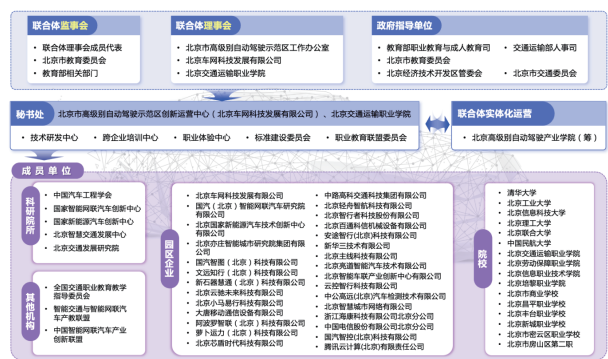 联合体监事会
• 联合体理事会成员代表
• 北京市教育委员会
• 教育部相关部门
联合体理事会
• 北京市高级别自动驾驶示范区工作办公室
• 北京车网科技发展有限公司
• 北京交通运输职业学院
政府指导单位
• 教育部职业教育与成人教育司
• 交通运输部人事司
• 北京市教育委员会
• 北京经济技术开发区管委会
• 北京市交通委员会
秘书处 北京市高级别自动驾驶示范区创新运营中心（北京车网科技发展有限公司）、北京交通运输职业学院
• 技术研发中心 • 跨企业培训中心 • 职业体验中心 • 标准建设委员会 • 职业教育联盟委员会
联合体实体化运营
• 北京高级别自动驾驶产业学院（筹）
成员单位
科研院所
• 中国汽车工程学会
• 国家智能网联汽车创新中心
• 国家新能源汽车创新中心
• 北京智慧交通发展中心
• 北京交通发展研究院
其他机构
• 全国交通运输职业教育教学
指导委员会
• 智能交通与智能网联汽
车产教联盟
• 中国智能网联汽车产业
创新联盟
园区企业
• 北京车网科技发展有限公司
• 国汽（北京）智能网联汽车研究院
有限公司
• 北京国家新能源汽车技术创新中心
有限公司
• 北京亦庄智能城市研究院集团有限
公司
• 国汽智图（北京）科技有限公司
• 文远知行（北京）科技有限公司
• 新石器慧通（北京）科技有限公司
• 北京云驰未来科技有限公司
• 北京小马易行科技有限公司
• 大唐移动通信设备有限公司
• 阿波罗智联（北京）科技有限公司
• 萝卜运力（北京）科技有限公司
• 北京芯盾时代科技有限公司
• 中路高科交通科技集团有限公司
• 北京轻舟智航科技有限公司
• 北京智行者科技股份有限公司
• 北京百通科信机械设备有限公司
• 安途智行(北京)科技有限公司
• 新华三技术有限公司
• 北京主线科技有限公司
• 北京亮道智能汽车技术有限公司
• 北京智能车联产业创新中心有限公司
• 云控智行科技有限公司
• 中公高远(北京)汽车检测技术有限公司
• 北京智慧城市网络有限公司
• 浙江海康科技有限公司北京分公司
• 中国电信股份有限公司北京分公司
• 国汽智控(北京)科技有限公司
• 腾讯云计算(北京)有限责任公司
院校
• 清华大学
• 北京工业大学
• 北京信息科技大学
• 北京理工大学
• 北京联合大学
• 中国民航大学
• 北京交通运输职业学院
• 北京劳动保障职业学院
• 北京信息职业技术学院
• 北京培黎职业学院
• 北京市商业学校
• 北京昌平职业学校
• 北京丰台职业学校
• 北京新城职业学校
• 北京市密云区职业学校
• 北京市房山区第二职